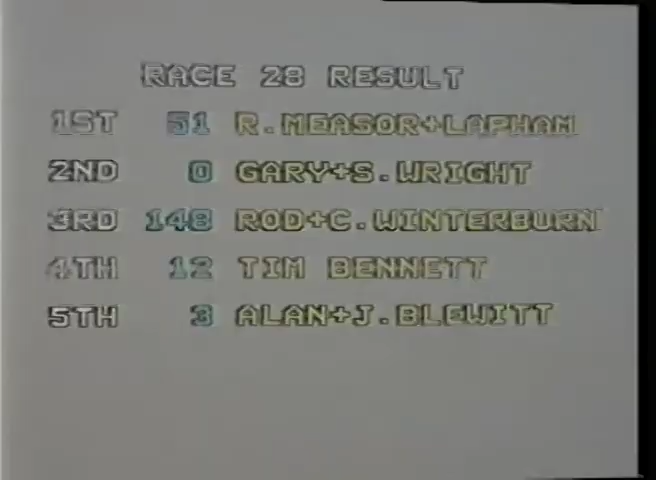 RACE 28 RESULT
1ST 51 R.MEASOR+LAPHAM
2ND 0 GARY+S.WRIGHT
3RD 148 ROD+C.WINTERBURN
4TH 12 TIM BENNETT
5TH 3 ALAN+J.BLEWITT